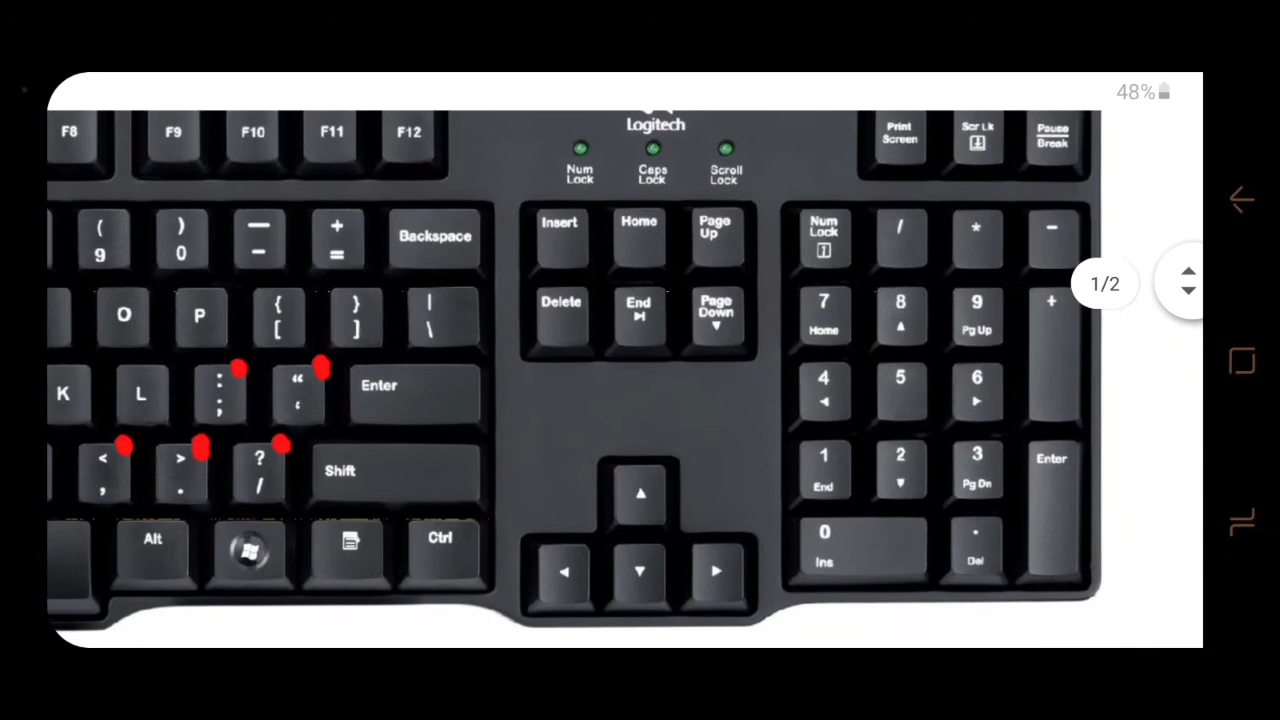 48%
Logitech
F8 F9 F10 F11 F12
Num Lock Caps Lock Scroll Lock
Print Screen Scr Lk Pause Break
( 9 ) 0 — - + = Backspace
Insert Home Page Up
Num Lock 1 / * -
O P { [ } ] | \
Delete End Page Down
7 Home 8 9 Pg Up +
1/2
K L : ; “ ‘ Enter
4 5 6
< , > . ? / Shift
1 End 2 3 Pg Dn Enter
Alt Ctrl
0 Ins . Del